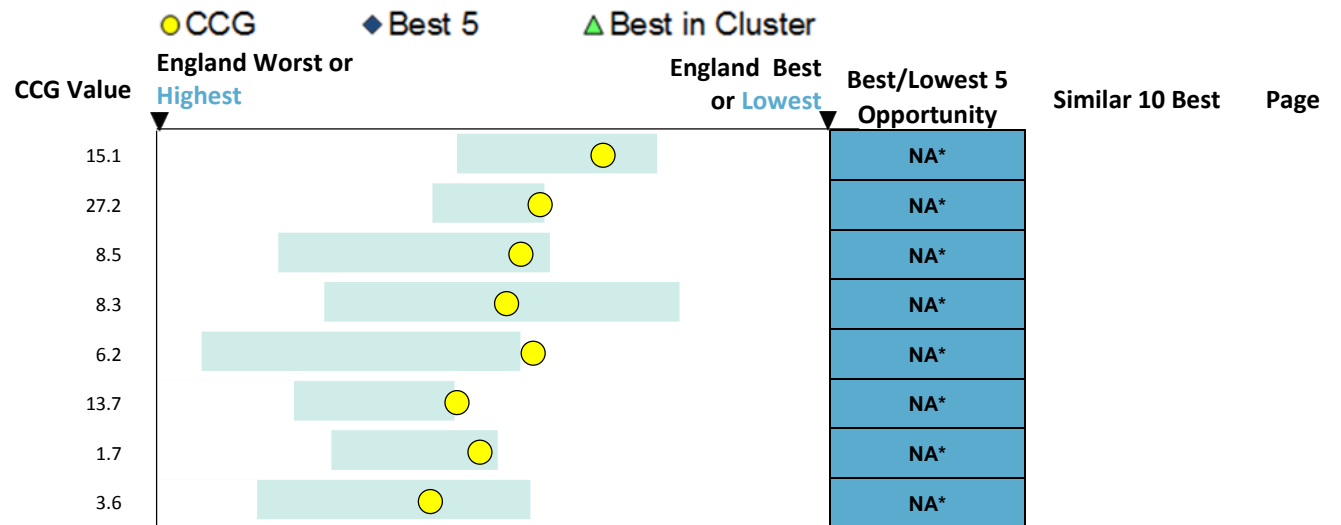 CCG Best 5 Best in Cluster
CCG Value England Worst or Highest England Best or Lowest Best/Lowest 5 Opportunity Similar 10 Best Page
15.1 NA*
27.2 NA*
8.5 NA*
8.3 NA*
6.2 NA*
13.7 NA*
1.7 NA*
3.6 NA*